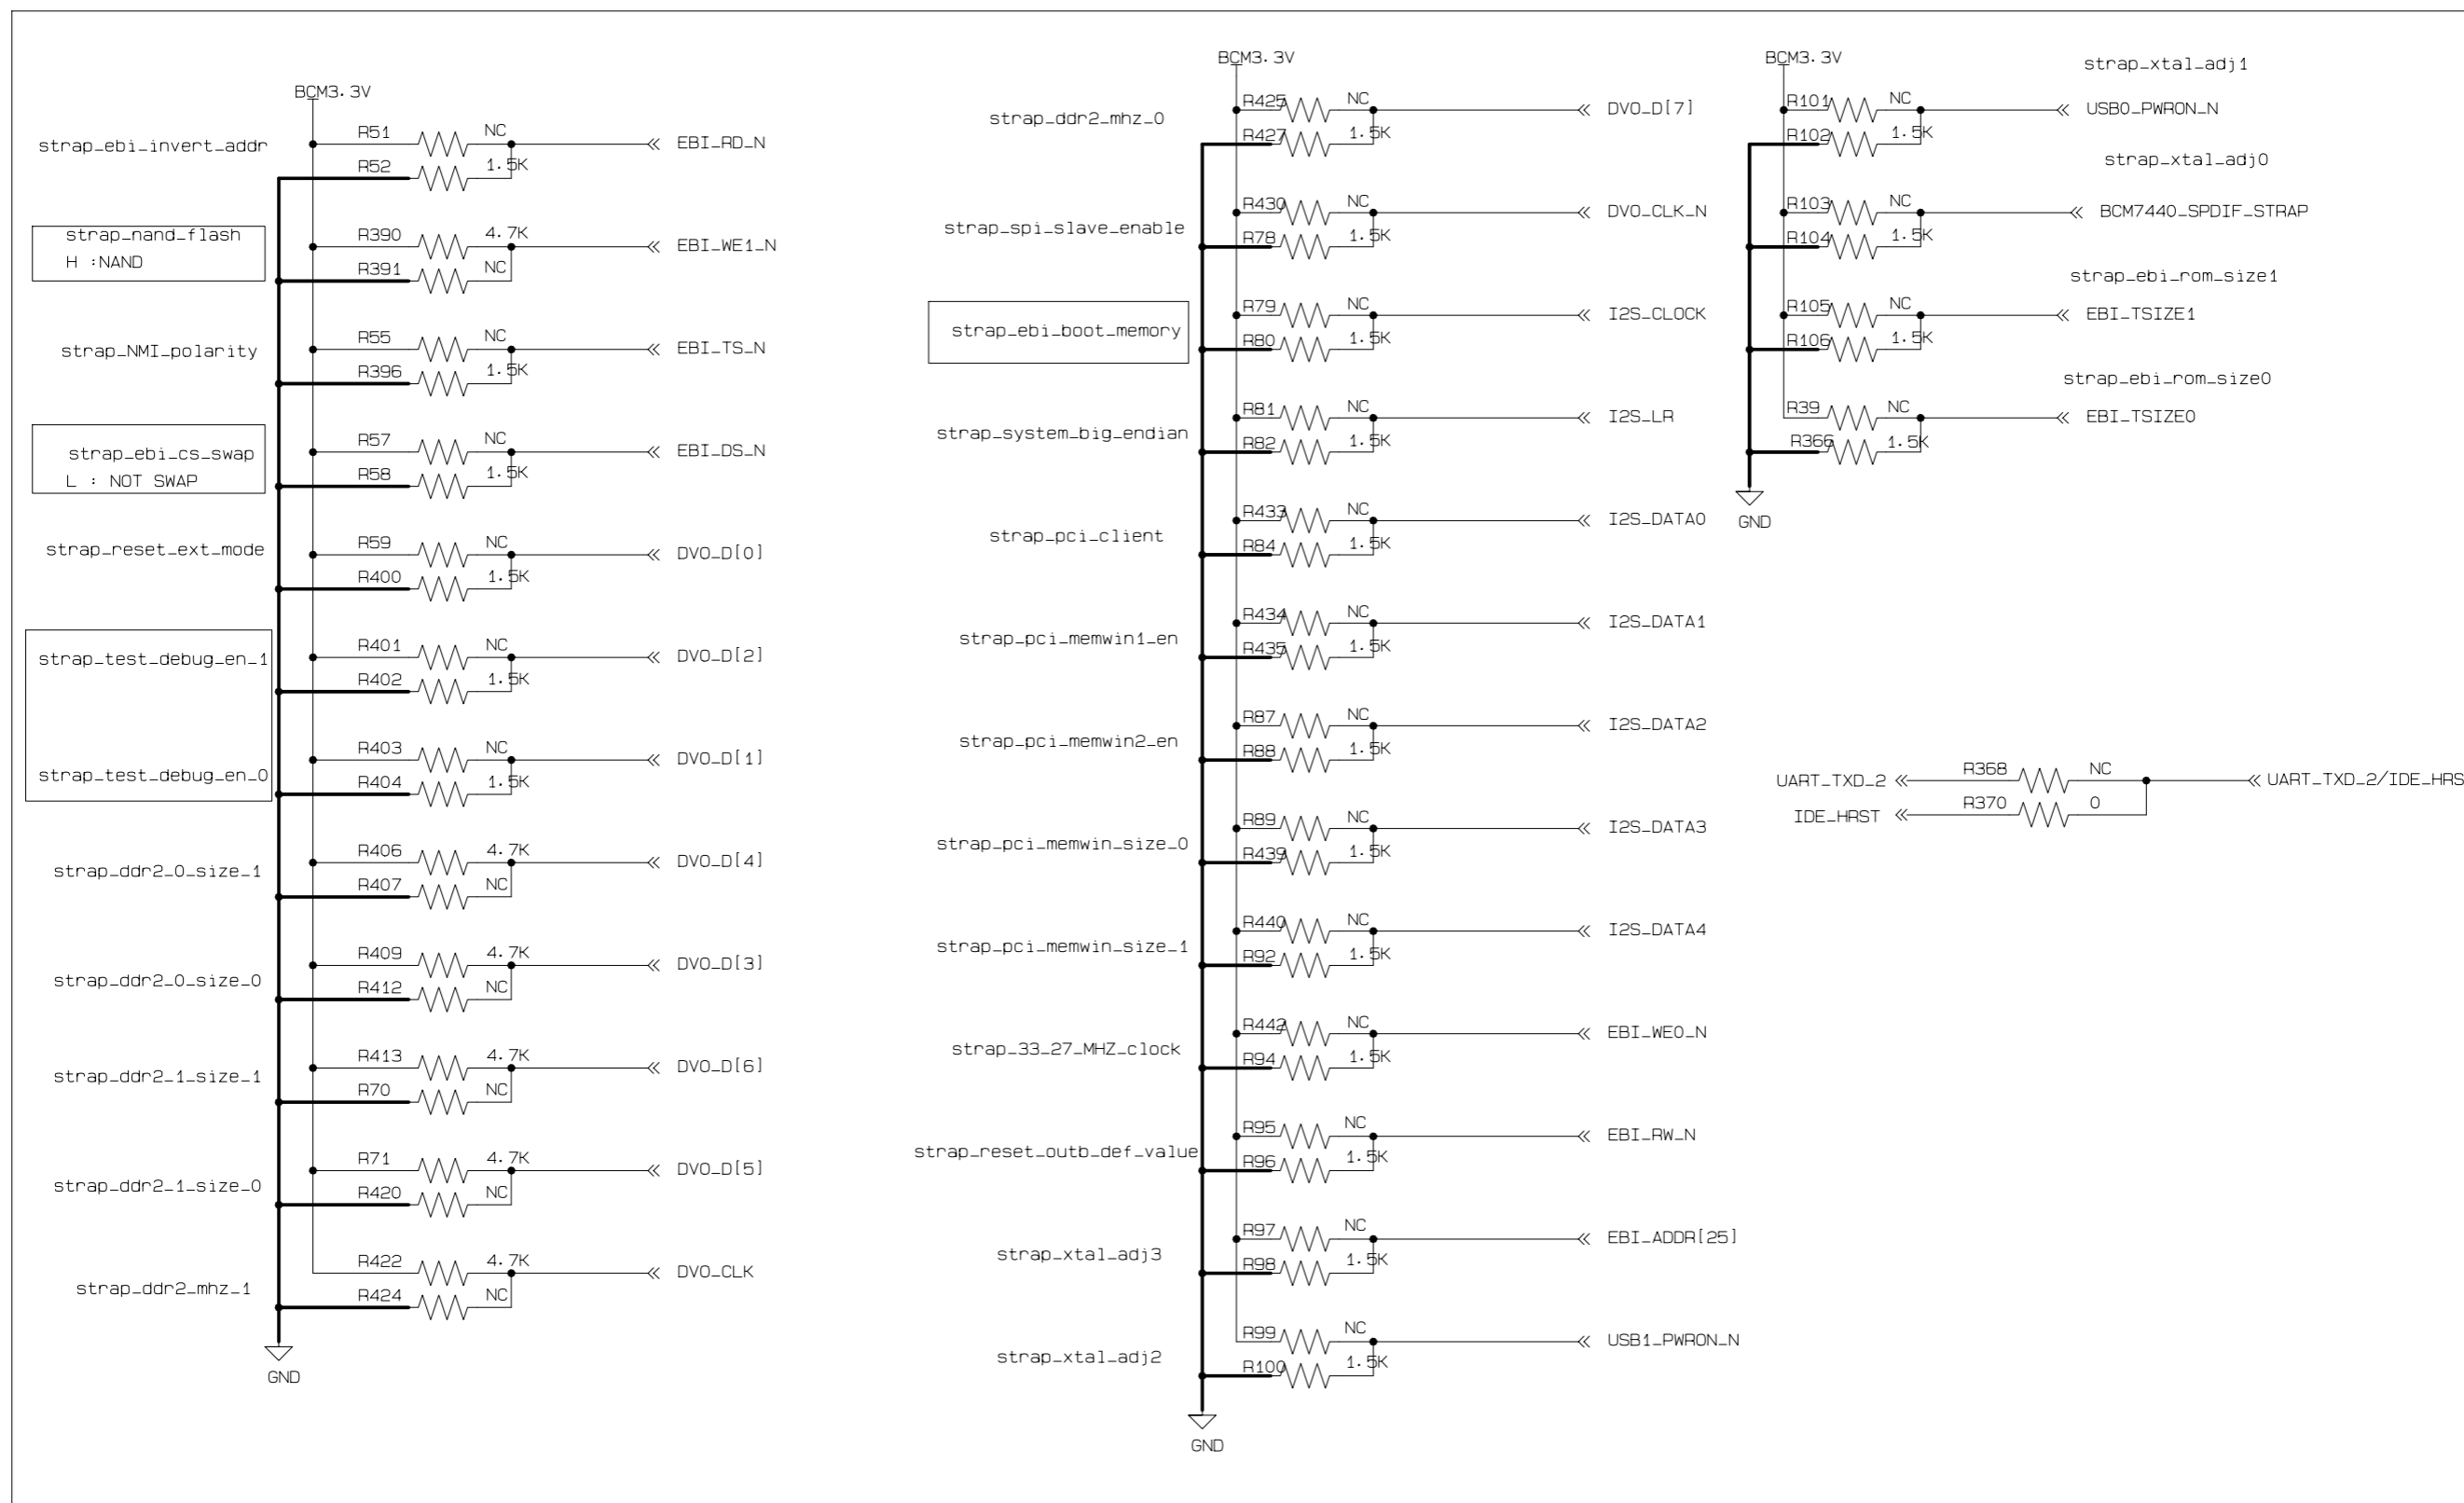 BCM3.3V
strap_ebi_invert_addr
R51 NC EBI_RD_N
R52 1.5K
strap_nand_flash
H :NAND
R390 4.7K EBI_WE1_N
R391 NC
strap_NMI_polarity
R55 NC EBI_TS_N
R396 1.5K
strap_ebi_cs_swap
L : NOT SWAP
R57 NC EBI_DS_N
R58 1.5K
strap_reset_ext_mode
R59 NC DVO_D[0]
R400 1.5K
strap_test_debug_en_1
R401 NC DVO_D[2]
R402 1.5K
strap_test_debug_en_0
R403 NC DVO_D[1]
R404 1.5K
strap_ddr2_0_size_1
R406 4.7K DVO_D[4]
R407 NC
strap_ddr2_0_size_0
R409 4.7K DVO_D[3]
R412 NC
strap_ddr2_1_size_1
R413 4.7K DVO_D[6]
R70 NC
strap_ddr2_1_size_0
R71 4.7K DVO_D[5]
R420 NC
strap_ddr2_mhz_1
R422 4.7K DVO_CLK
R424 NC
GND
BCM3.3V
strap_ddr2_mhz_0
R425 NC DVO_D[7]
R427 1.5K
strap_spi_slave_enable
R430 NC DVO_CLK_N
R78 1.5K
strap_ebi_boot_memory
R79 NC I2S_CLOCK
R80 1.5K
strap_system_big_endian
R81 NC I2S_LR
R82 1.5K
strap_pci_client
R433 NC I2S_DATA0
R84 1.5K
strap_pci_memwin1_en
R434 NC I2S_DATA1
R435 1.5K
strap_pci_memwin2_en
R87 NC I2S_DATA2
R88 1.5K
strap_pci_memwin_size_0
R89 NC I2S_DATA3
R439 1.5K
strap_pci_memwin_size_1
R440 NC I2S_DATA4
R92 1.5K
strap_33_27_MHZ_clock
R442 NC EBI_WE0_N
R94 1.5K
strap_reset_outb_def_value
R95 NC EBI_RW_N
R96 1.5K
strap_xtal_adj3
R97 NC EBI_ADDR[25]
R98 1.5K
strap_xtal_adj2
R99 NC USB1_PWRON_N
R100 1.5K
GND
BCM3.3V
strap_xtal_adj1
R101 NC USB0_PWRON_N
R102 1.5K
strap_xtal_adj0
R103 NC BCM7440_SPDIF_STRAP
R104 1.5K
strap_ebi_rom_size1
R105 NC EBI_TSIZE1
R106 1.5K
strap_ebi_rom_size0
R39 NC EBI_TSIZE0
R366 1.5K
GND
UART_TXD_2 R368 NC UART_TXD_2/IDE_HRS
IDE_HRST R370 0